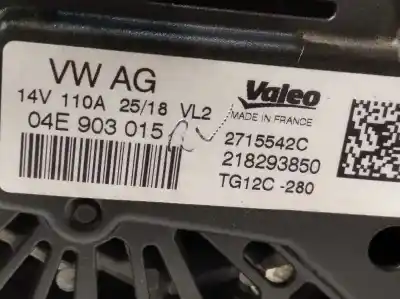 VW AG
14V 110A 25/18 VL2
04E 903 015
Valeo
MADE IN FRANCE
2715542C
218293850
TG12C -280